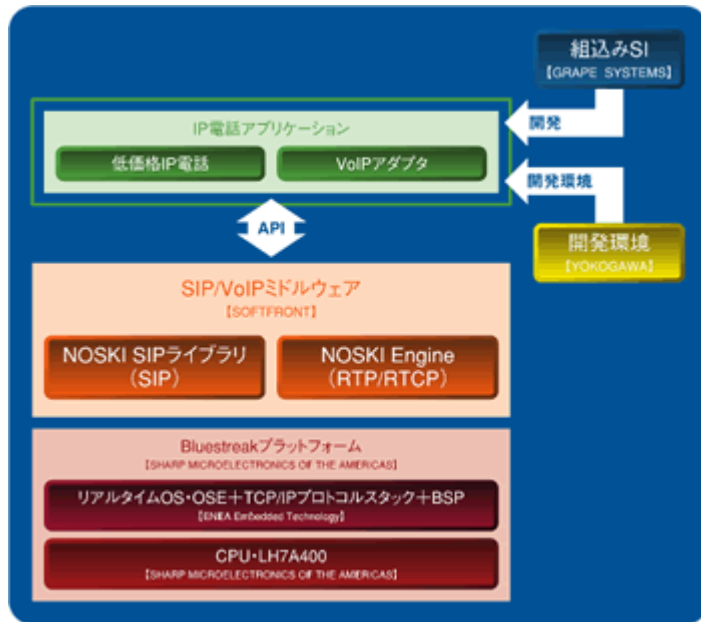 組込みSI
【GRAPE SYSTEMS】
開発
IP電話アプリケーション
低価格IP電話
VoIPアダプタ
開発環境
開発環境
【YOKOGAWA】
API
SIP/VoIPミドルウェア
【SOFTFRONT】
NOSKI SIPライブラリ
(SIP)
NOSKI Engine
(RTP/RTCP)
Bluestreakプラットフォーム
【SHARP MICROELECTRONICS OF THE AMERICAS】
リアルタイムOS・OSE＋TCP/IPプロトコルスタック＋BSP
【ENEA Embedded Technology】
CPU・LH7A400
【SHARP MICROELECTRONICS OF THE AMERICAS】